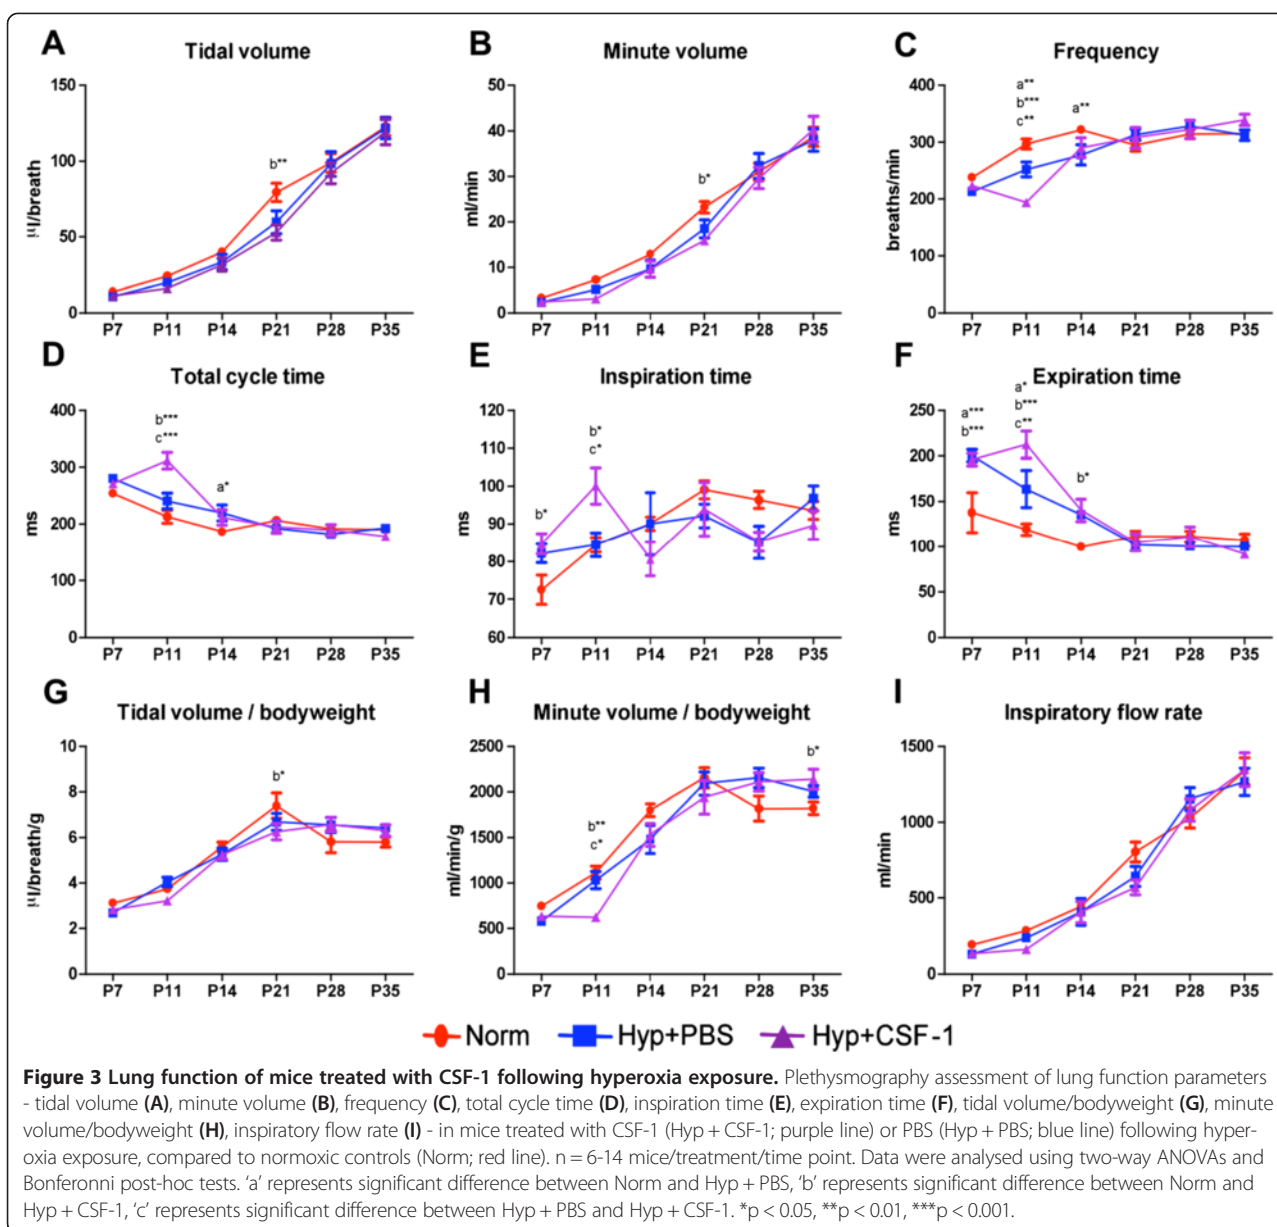 A Tidal volume
150
100
50
0
µl/breath
b**
P7 P11 P14 P21 P28 P35
B Minute volume
50
40
30
20
10
0
ml/min
b*
P7 P11 P14 P21 P28 P35
C Frequency
400
300
200
100
0
breaths/min
a**
b***
c**
a**
P7 P11 P14 P21 P28 P35
D Total cycle time
400
300
200
100
0
ms
b***
c***
a*
P7 P11 P14 P21 P28 P35
E Inspiration time
120
110
100
90
80
70
60
ms
b*
b*
c*
P7 P11 P14 P21 P28 P35
F Expiration time
250
200
150
100
50
0
ms
a***
b***
a*
b***
c**
b*
P7 P11 P14 P21 P28 P35
G Tidal volume / bodyweight
10
8
6
4
2
0
µl/breath/g
b*
P7 P11 P14 P21 P28 P35
H Minute volume / bodyweight
2500
2000
1500
1000
500
0
ml/min/g
b**
c*
b*
P7 P11 P14 P21 P28 P35
I Inspiratory flow rate
1500
1000
500
0
ml/min
P7 P11 P14 P21 P28 P35
Norm Hyp+PBS Hyp+CSF-1
Figure 3 Lung function of mice treated with CSF-1 following hyperoxia exposure. Plethysmography assessment of lung function parameters
- tidal volume (A), minute volume (B), frequency (C), total cycle time (D), inspiration time (E), expiration time (F), tidal volume/bodyweight (G), minute
volume/bodyweight (H), inspiratory flow rate (I) - in mice treated with CSF-1 (Hyp + CSF-1; purple line) or PBS (Hyp + PBS; blue line) following hyper-
oxia exposure, compared to normoxic controls (Norm; red line). n = 6-14 mice/treatment/time point. Data were analysed using two-way ANOVAs and
Bonferonni post-hoc tests. ‘a’ represents significant difference between Norm and Hyp + PBS, ‘b’ represents significant difference between Norm and
Hyp + CSF-1, ‘c’ represents significant difference between Hyp + PBS and Hyp + CSF-1. *p < 0.05, **p < 0.01, ***p < 0.001.